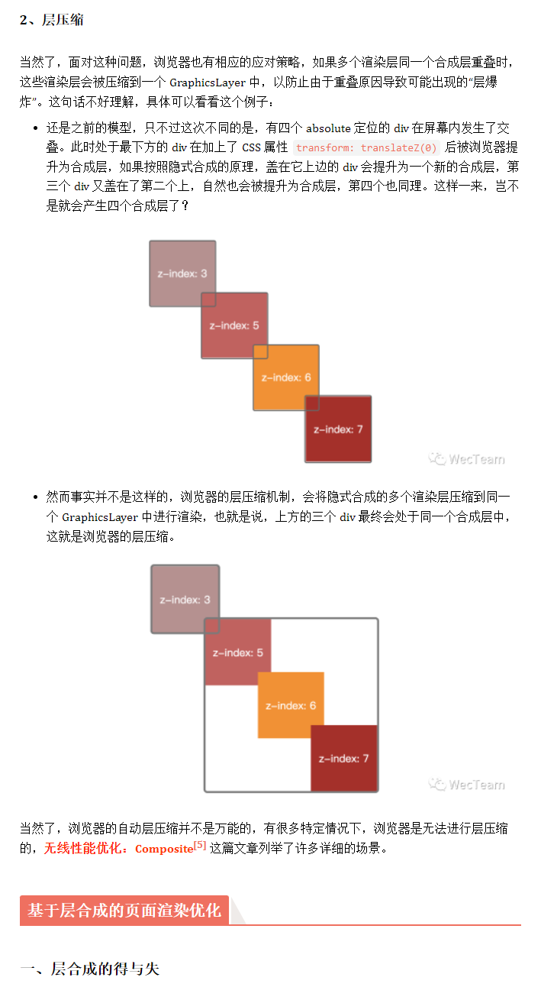 2、层压缩
当然了，面对这种问题，浏览器也有相应的应对策略，如果多个渲染层同一个合成层重叠时，
这些渲染层会被压缩到一个 GraphicsLayer 中，以防止由于重叠原因导致可能出现的“层爆
炸”。这句话不好理解，具体可以看看这个例子：
• 还是之前的模型，只不过这次不同的是，有四个 absolute 定位的 div 在屏幕内发生了交
叠。此时处于最下方的 div 在加上了 CSS 属性 transform: translateZ(0) 后被浏览器提
升为合成层，如果按照隐式合成的原理，盖在它上边的 div 会提升为一个新的合成层，第
三个 div 又盖在了第二个上，自然也会被提升为合成层，第四个也同理。这样一来，岂不
是就会产生四个合成层了？
z-index: 3
z-index: 5
z-index: 6
z-index: 7
WecTeam
• 然而事实并不是这样的，浏览器的层压缩机制，会将隐式合成的多个渲染层压缩到同一
个 GraphicsLayer 中进行渲染，也就是说，上方的三个 div 最终会处于同一个合成层中，
这就是浏览器的层压缩。
z-index: 3
z-index: 5
z-index: 6
z-index: 7
WecTeam
当然了，浏览器的自动层压缩并不是万能的，有很多特定情况下，浏览器是无法进行层压缩
的，无线性能优化：Composite[5] 这篇文章列举了许多详细的场景。
基于层合成的页面渲染优化
一、层合成的得与失